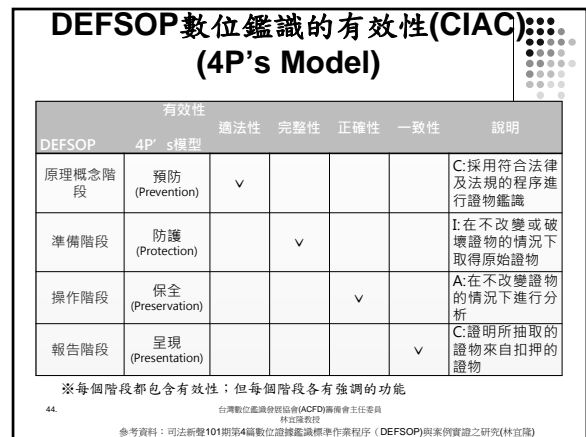 DEFSOP數位鑑識的有效性(CIAC)
(4P's Model)
有效性
DEFSOP
4P's模型
適法性
完整性
正確性
一致性
說明
原理概念階
段
預防
(Prevention)
v
C:採用符合法律
及法規的程序進
行證物鑑識
準備階段
防護
(Protection)
v
I:在不改變或破
壞證物的情況下
取得原始證物
操作階段
保全
(Preservation)
v
A:在不改變證物
的情況下進行分
析
報告階段
呈現
(Presentation)
v
C:證明所抽取的
證物來自扣押的
證物
※每個階段都包含有效性；但每個階段各有強調的功能
44.
台灣數位鑑識發展協會(ACFD)籌備會主任委員
林宜隆教授
參考資料：司法新聲101期第4篇數位證據鑑識標準作業程序（DEFSOP)與案例實證之研究(林宜隆)